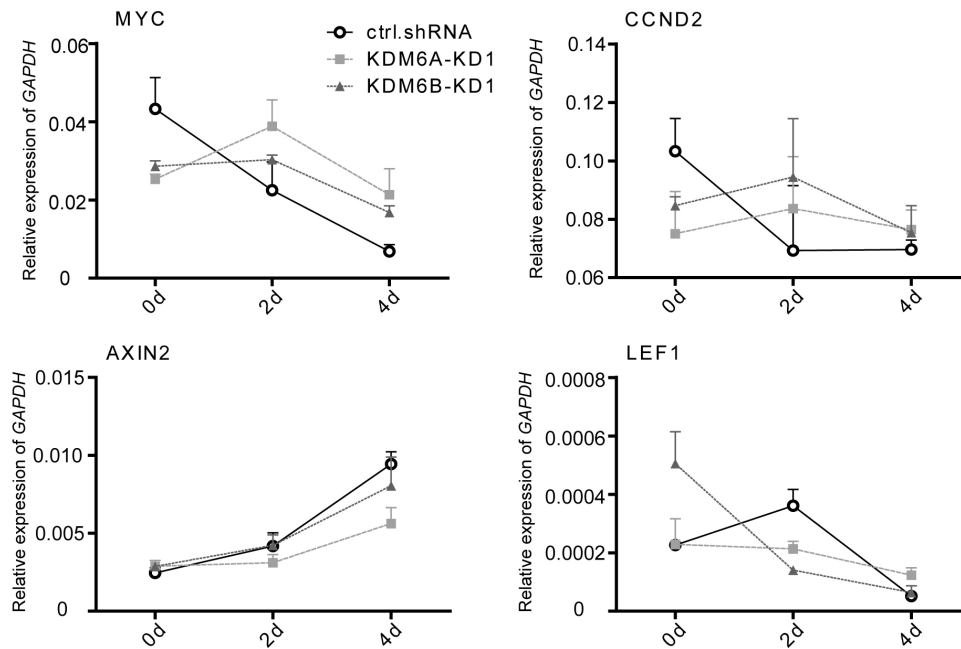 MYC
ctrl.shRNA
KDM6A-KD1
KDM6B-KD1
Relative expression of GAPDH
0.06
0.04
0.02
0
0d
2d
4d
CCND2
Relative expression of GAPDH
0.14
0.12
0.10
0.08
0.06
0d
2d
4d
AXIN2
Relative expression of GAPDH
0.015
0.010
0.005
0
0d
2d
4d
LEF1
Relative expression of GAPDH
0.0008
0.0006
0.0004
0.0002
0
0d
2d
4d